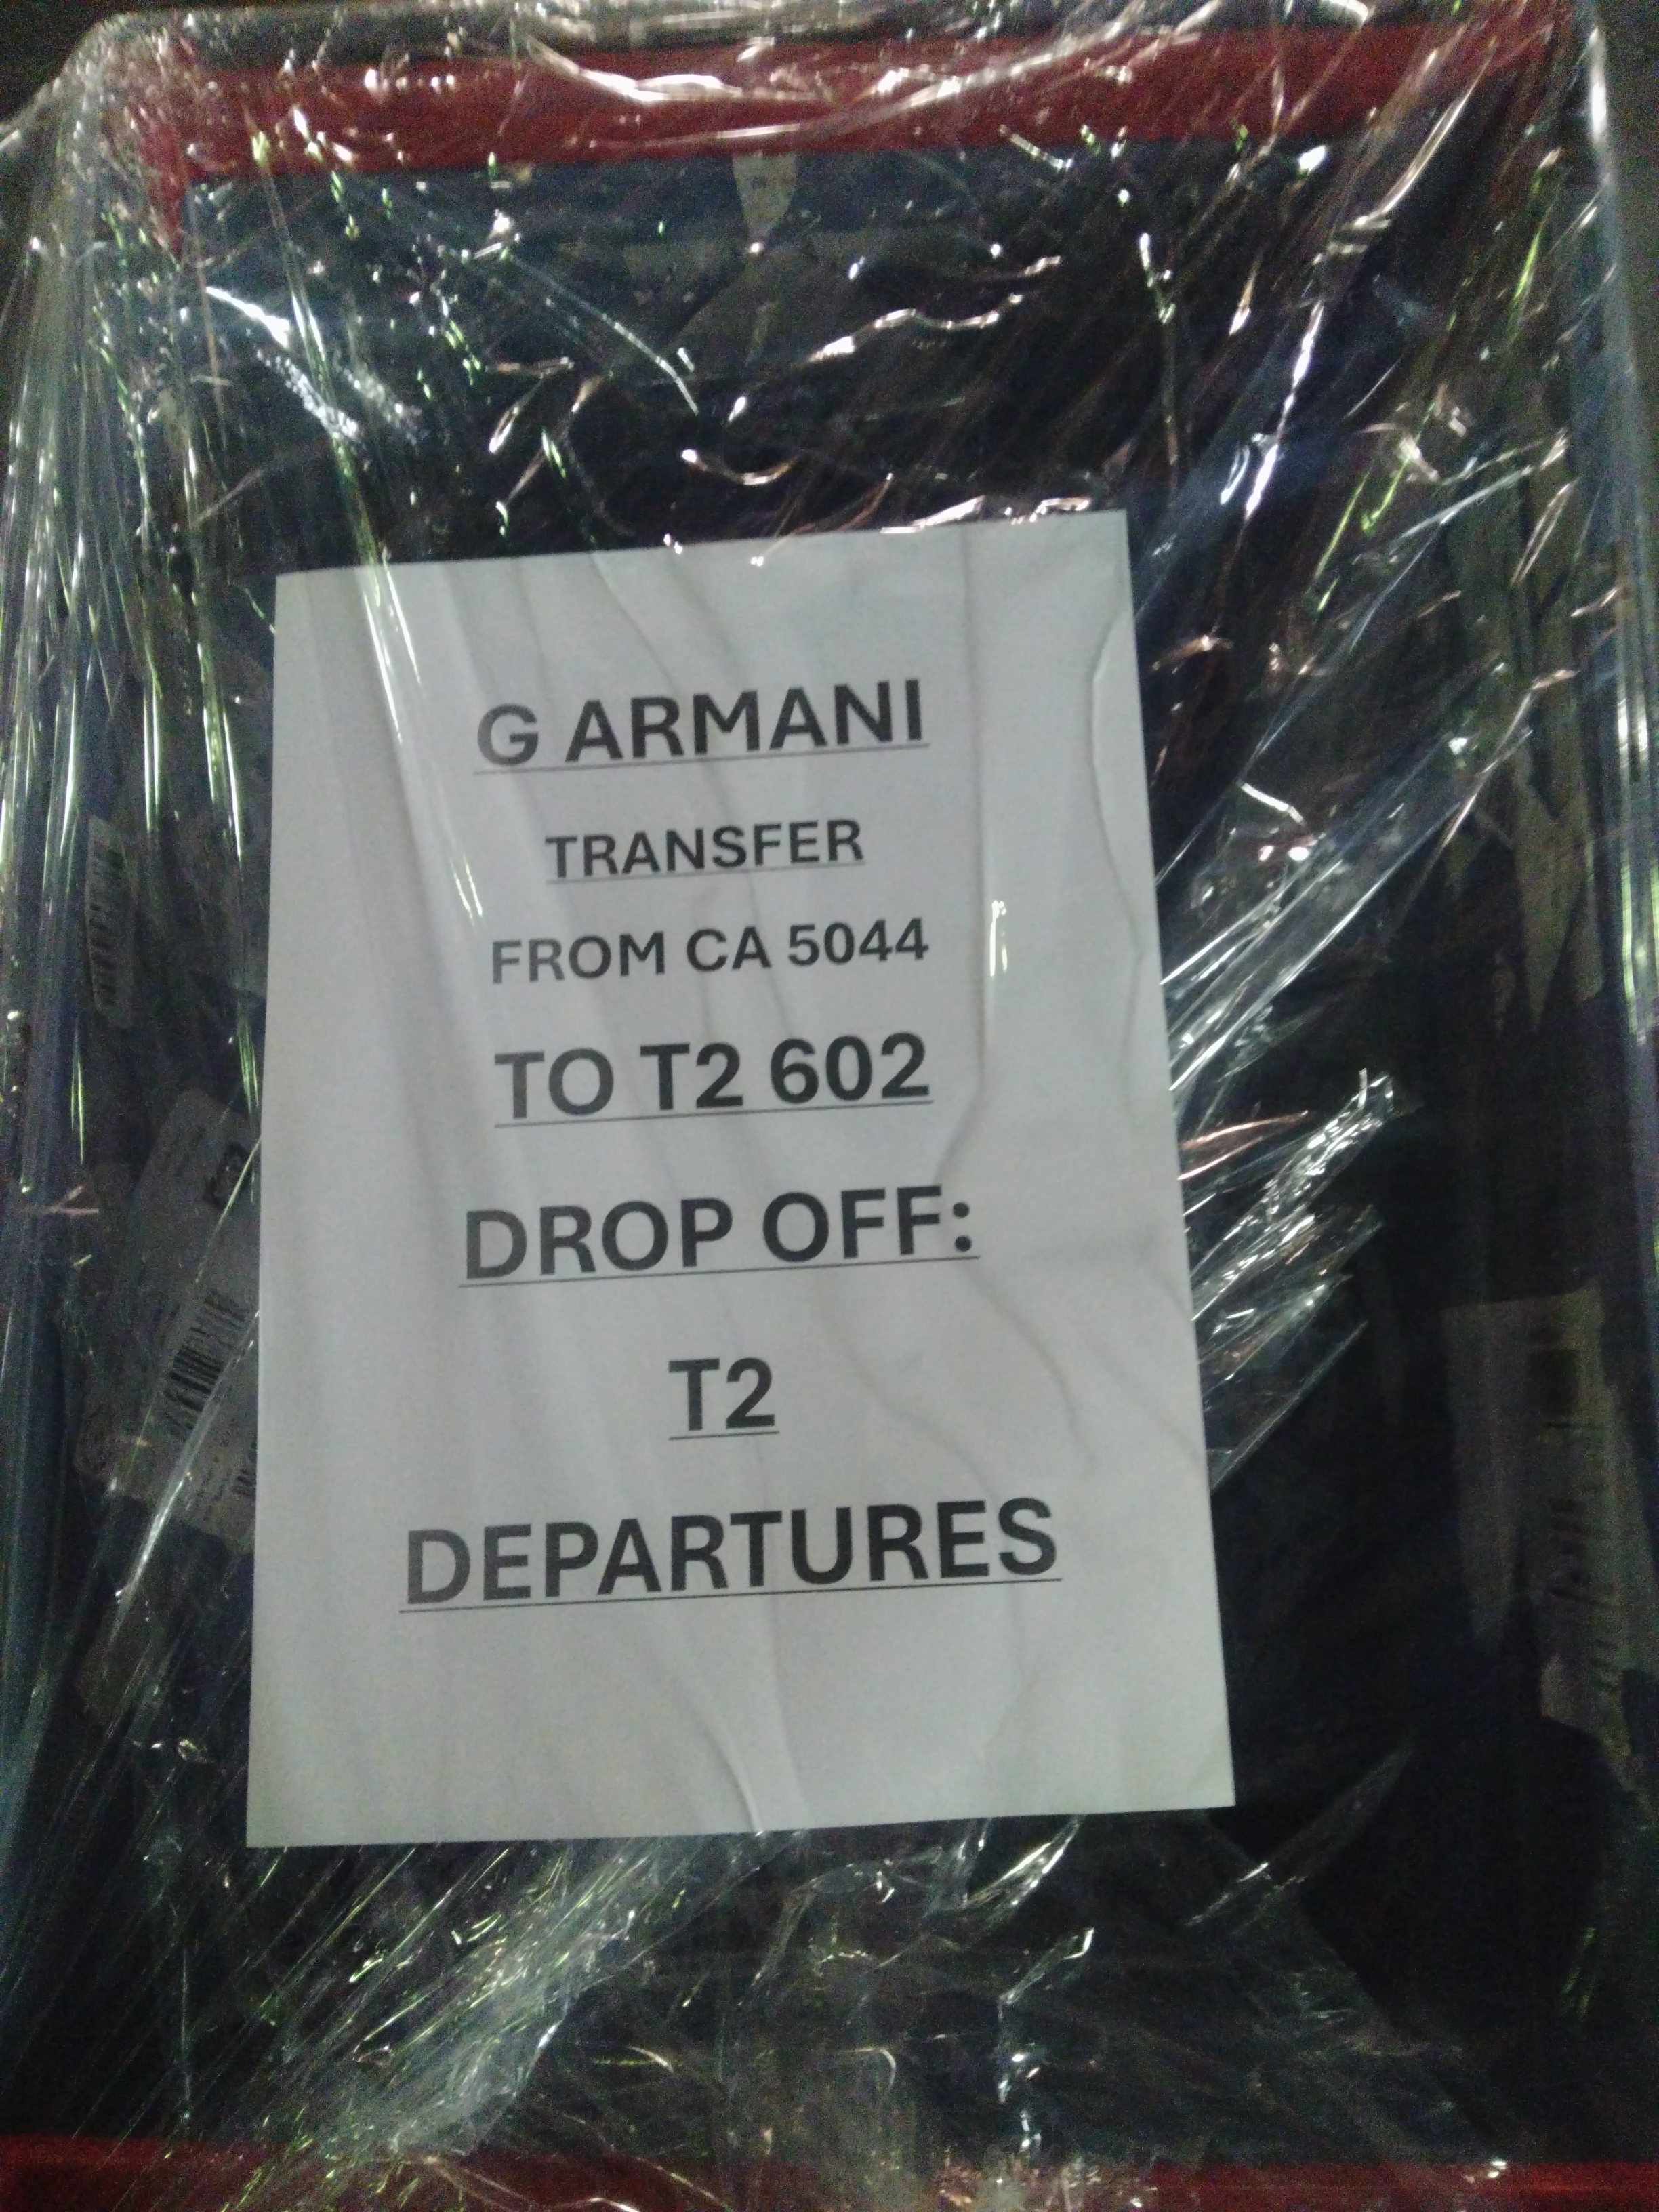 G ARMANI
TRANSFER
FROM CA 5044
TO T2 602
DROP OFF:
T2
DEPARTURES